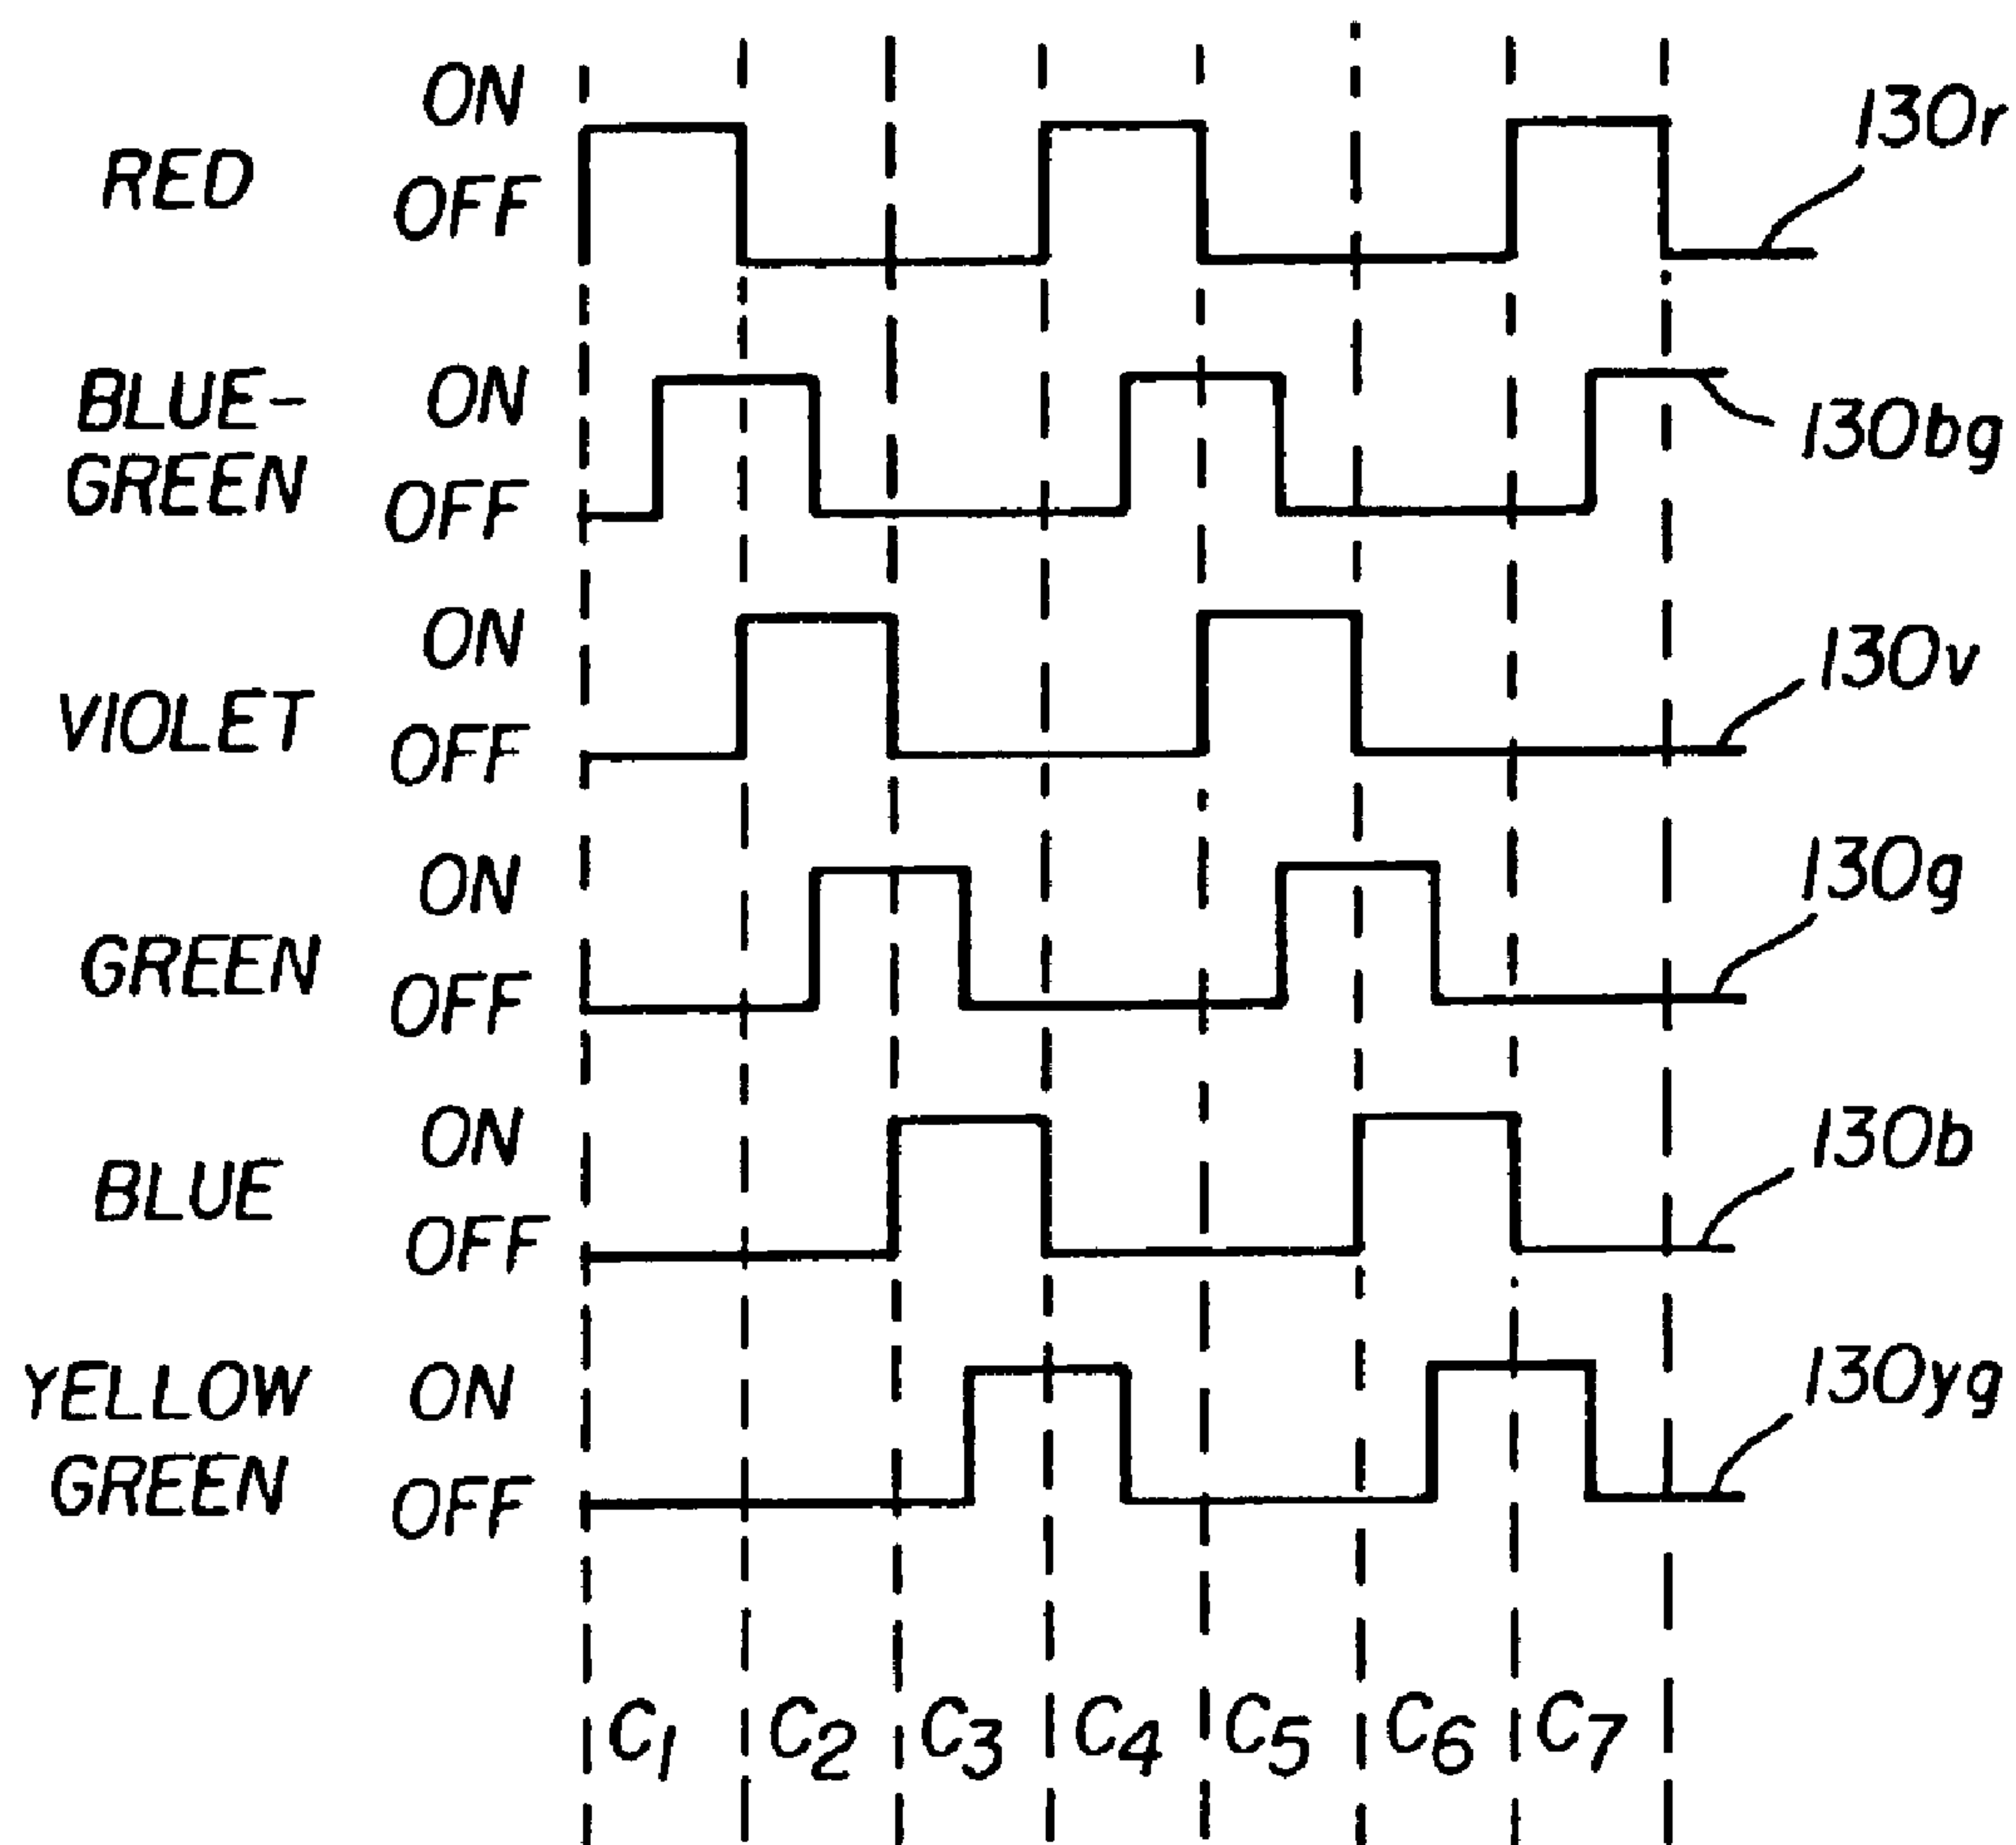 ON
RED
OFF
130r
BLUE-
GREEN
ON
OFF
130bg
ON
VIOLET
OFF
130v
ON
GREEN
OFF
130g
ON
BLUE
OFF
130b
YELLOW
GREEN
ON
OFF
130yg
C1 C2 C3 C4 C5 C6 C7